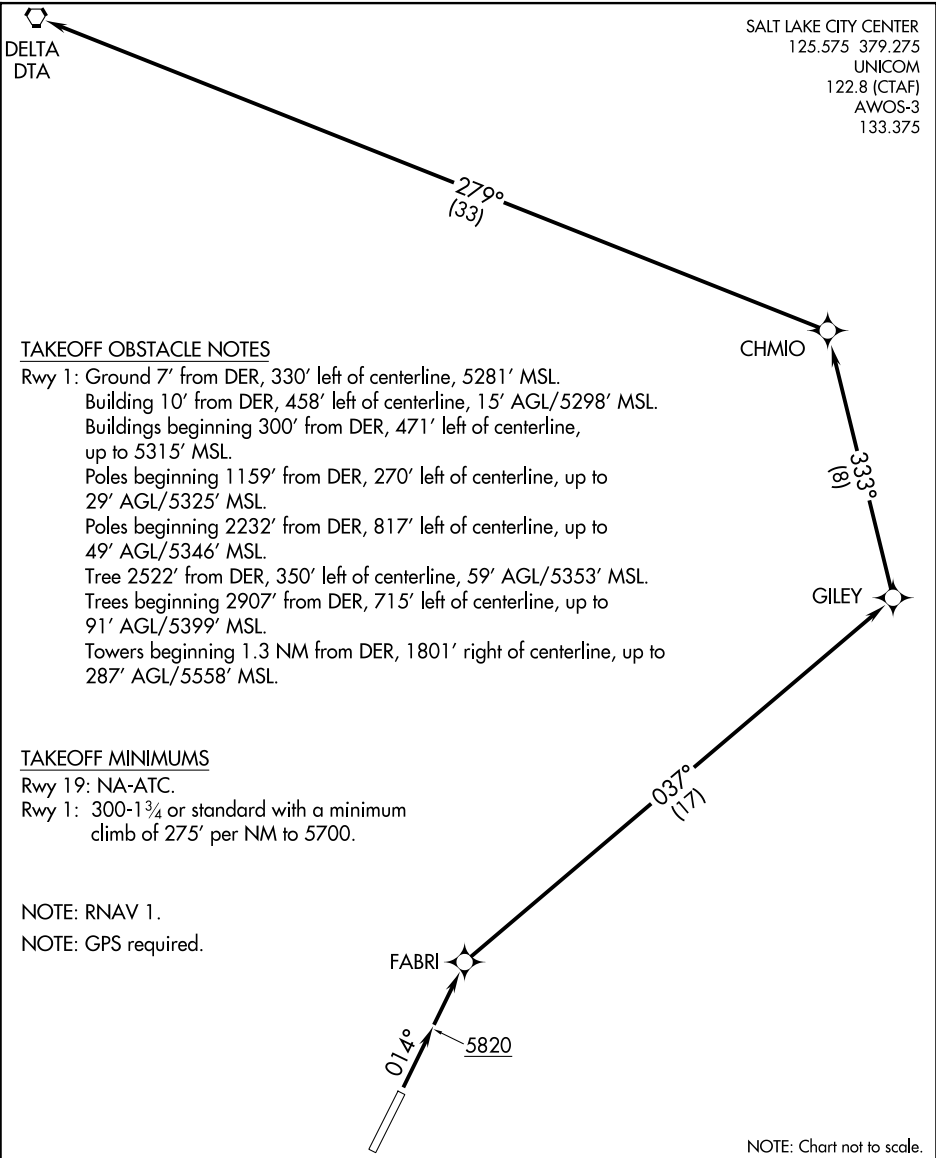 DELTA
DTA
SALT LAKE CITY CENTER
125.575 379.275
UNICOM
122.8 (CTAF)
AWOS-3
133.375
279°
(33)
CHMIO
TAKEOFF OBSTACLE NOTES
Rwy 1: Ground 7′ from DER, 330′ left of centerline, 5281′ MSL.
Building 10′ from DER, 458′ left of centerline, 15′ AGL/5298′ MSL.
Buildings beginning 300′ from DER, 471′ left of centerline,
up to 5315′ MSL.
Poles beginning 1159′ from DER, 270′ left of centerline, up to
29′ AGL/5325′ MSL.
Poles beginning 2232′ from DER, 817′ left of centerline, up to
49′ AGL/5346′ MSL.
Tree 2522′ from DER, 350′ left of centerline, 59′ AGL/5353′ MSL.
Trees beginning 2907′ from DER, 715′ left of centerline, up to
91′ AGL/5399′ MSL.
Towers beginning 1.3 NM from DER, 1801′ right of centerline, up to
287′ AGL/5558′ MSL.
333°
(8)
GILEY
TAKEOFF MINIMUMS
Rwy 19: NA-ATC.
Rwy 1: 300-1¾ or standard with a minimum
climb of 275′ per NM to 5700.
037°
(17)
NOTE: RNAV 1.
NOTE: GPS required.
FABRI
014°
5820
NOTE: Chart not to scale.